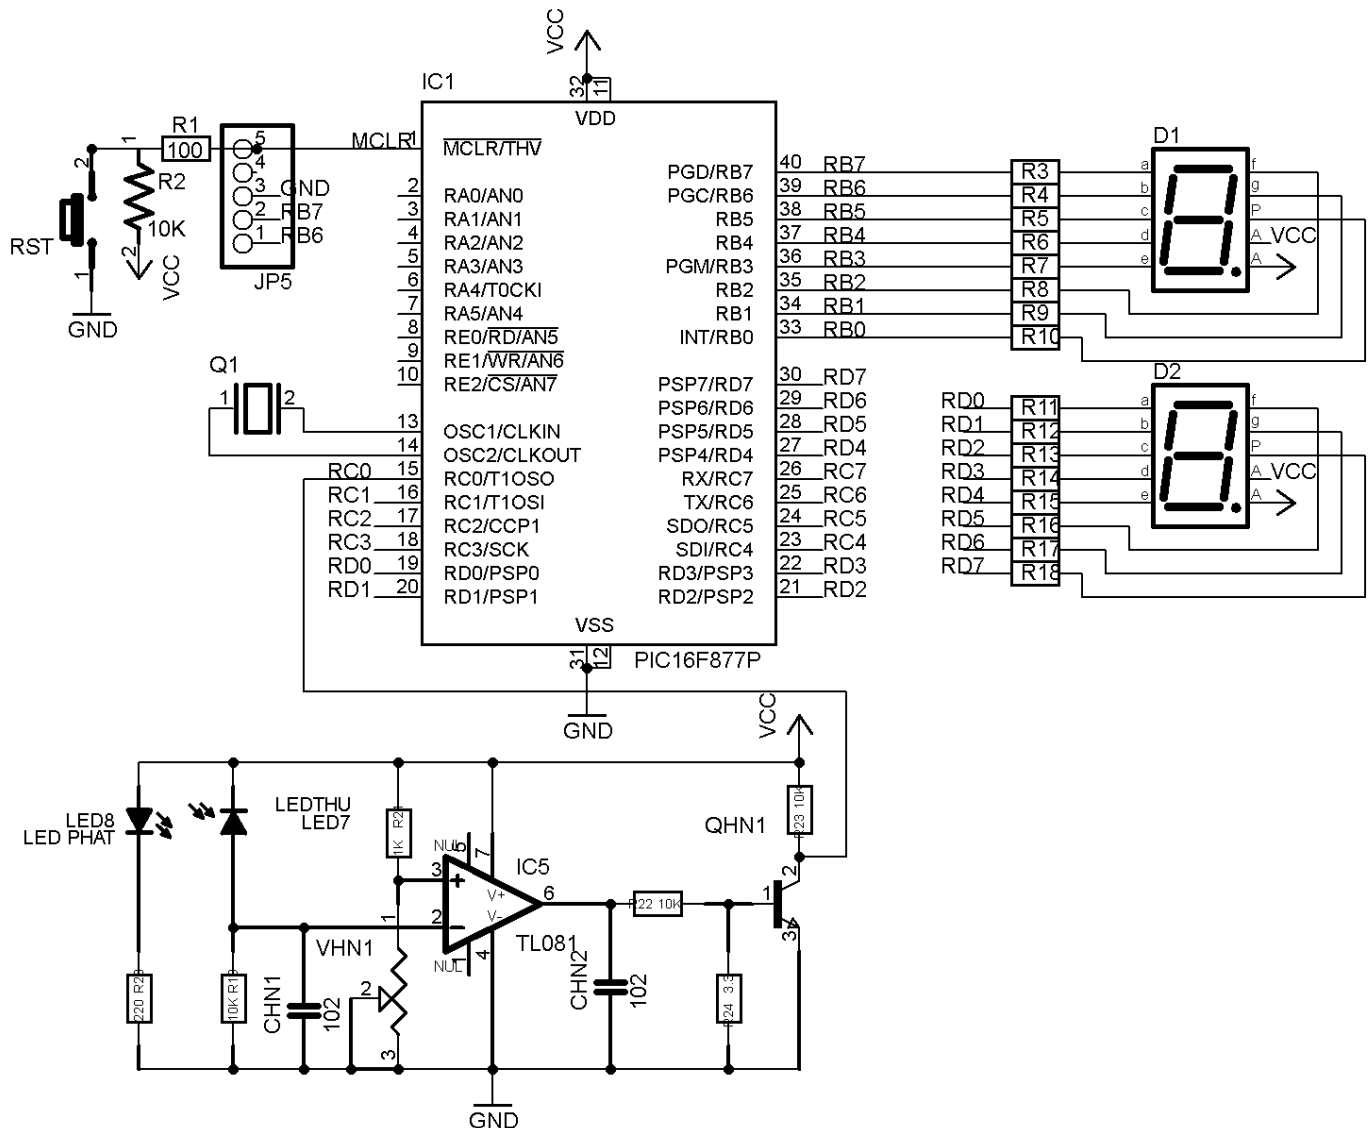 VCC
IC1
32
11
VDD
R1
100
2
1
R2
10K
2
VCC
RST
1
GND
5
4
3
GND
2
RB7
1
RB6
JP5
MCLR
1
MCLR/THV
2
RA0/AN0
3
RA1/AN1
4
RA2/AN2
5
RA3/AN3
6
RA4/T0CKI
7
RA5/AN4
8
RE0/RD/AN5
9
RE1/WR/AN6
10
RE2/CS/AN7
Q1
1
2
13
OSC1/CLKIN
14
OSC2/CLKOUT
RC0
15
RC0/T1OSO
RC1
16
RC1/T1OSI
RC2
17
RC2/CCP1
RC3
18
RC3/SCK
RD0
19
RD0/PSP0
RD1
20
RD1/PSP1
PGD/RB7
40
RB7
R3
PGC/RB6
39
RB6
R4
RB5
38
RB5
R5
RB4
37
RB4
R6
PGM/RB3
36
RB3
R7
RB2
35
RB2
R8
RB1
34
RB1
R9
INT/RB0
33
RB0
R10
PSP7/RD7
30
RD7
PSP6/RD6
29
RD6
PSP5/RD5
28
RD5
PSP4/RD4
27
RD4
RX/RC7
26
RC7
TX/RC6
25
RC6
SDO/RC5
24
RC5
SDI/RC4
23
RC4
RD3/PSP3
22
RD3
RD2/PSP2
21
RD2
D1
a
f
b
g
c
P
d
A
VCC
e
A
D2
RD0
R11
a
f
RD1
R12
b
g
RD2
R13
c
P
RD3
R14
d
A
VCC
RD4
R15
e
A
RD5
R16
RD6
R17
RD7
R18
VSS
31
12
PIC16F877P
GND
VCC
LED8
LED PHAT
LEDTHU
LED7
1K
NUL
5
7
IC5
3
V+
V-
6
2
TL081
NUL
1
4
VHN1
1
2
3
220
10K
CHN1
102
CHN2
102
R22 10K
R23 10K
R24 3.3
QHN1
2
1
3
GND